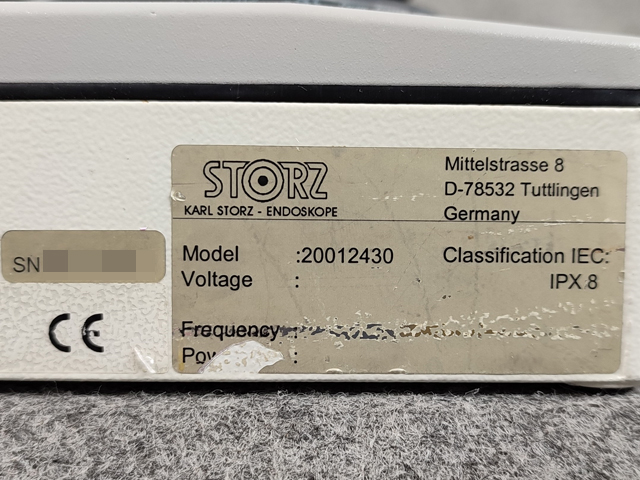 STORZ
KARL STORZ - ENDOSKOPE
Mittelstrasse 8
D-78532 Tuttlingen
Germany
SN
Model :20012430
Voltage :
Classification IEC:
IPX 8
CE
Frequency :
: